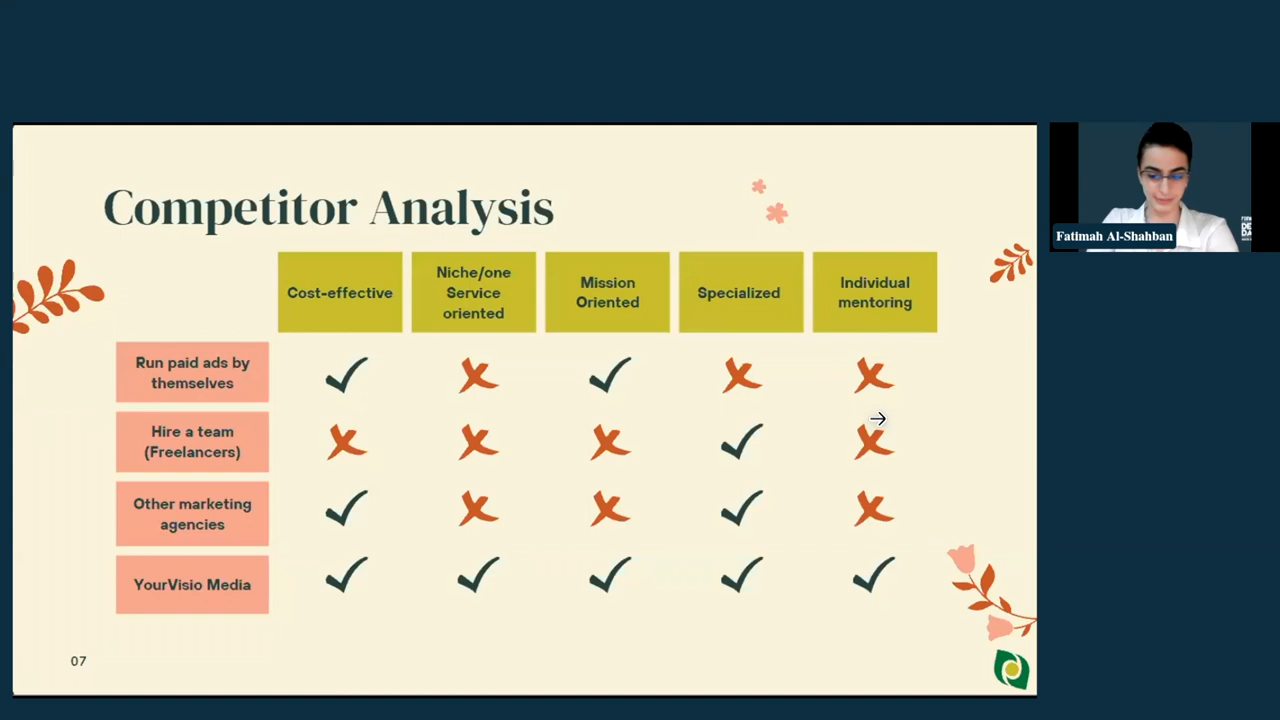 Competitor Analysis
Cost-effective
Niche/one
Service
oriented
Mission
Oriented
Specialized
Individual
mentoring
Run paid ads by
themselves
Hire a team
(Freelancers)
Other marketing
agencies
YourVisio Media
07
Fatimah Al-Shahban